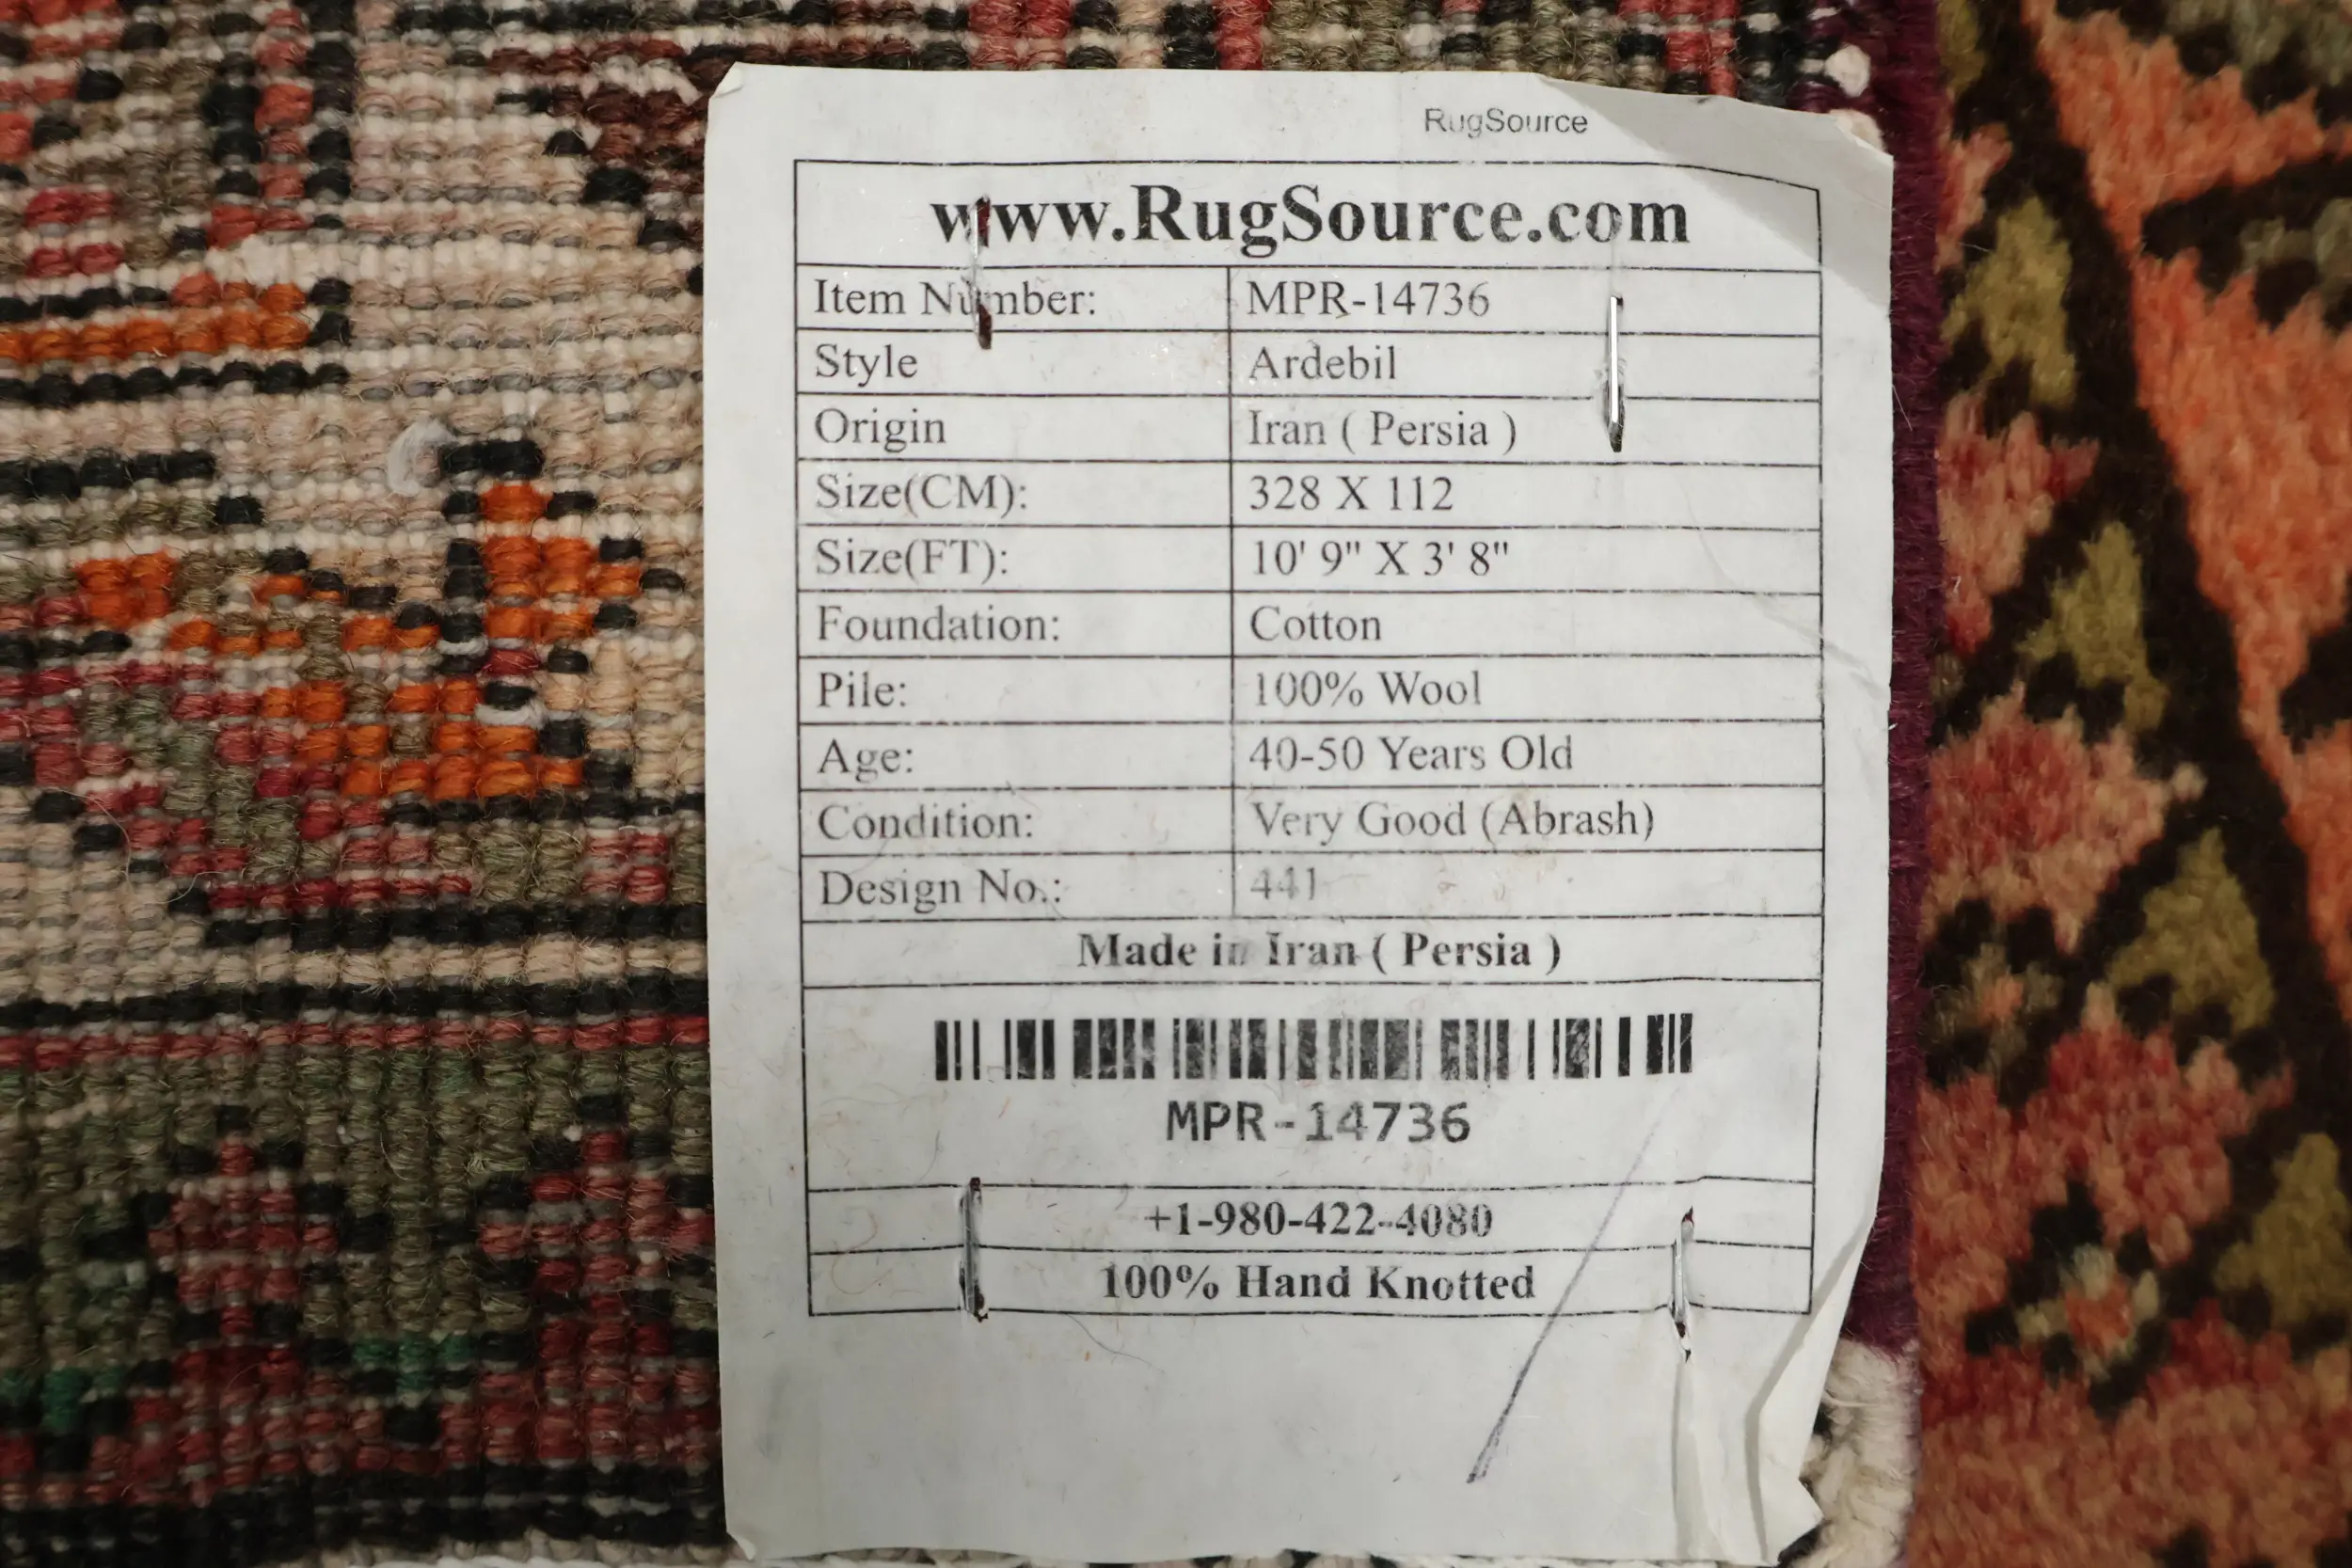 RugSource
www.RugSource.com
Item Number: MPR-14736
Style Ardebil
Origin Iran ( Persia )
Size(CM): 328 X 112
Size(FT): 10' 9" X 3' 8"
Foundation: Cotton
Pile: 100% Wool
Age: 40-50 Years Old
Condition: Very Good (Abrash)
Design No.: 441
Made in Iran ( Persia )
MPR-14736
+1-980-422-4080
100% Hand Knotted